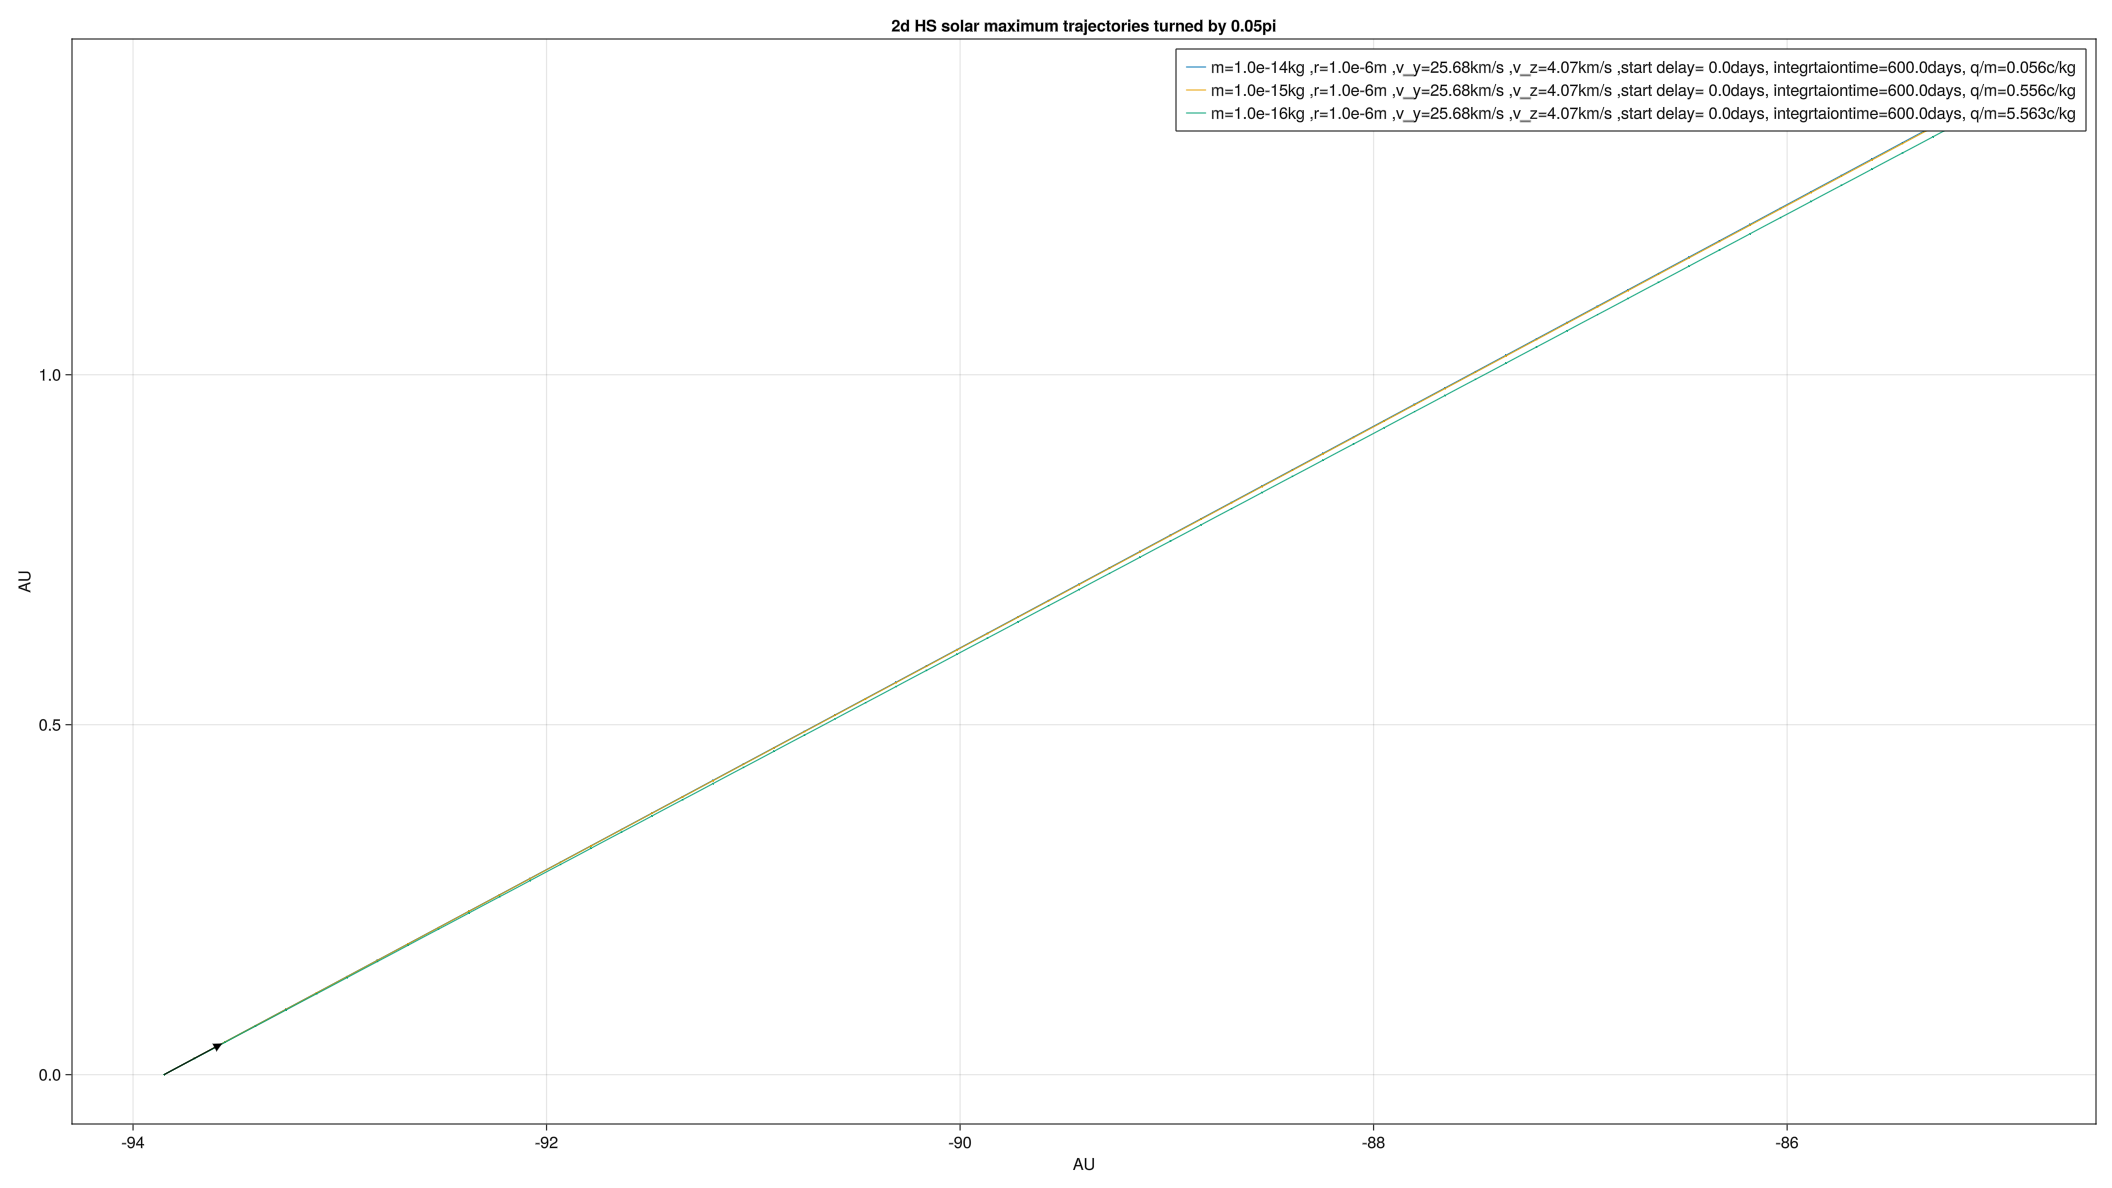 2d HS solar maximum trajectories turned by 0.05pi
m=1.0e-14kg ,r=1.0e-6m ,v_y=25.68km/s ,v_z=4.07km/s ,start delay= 0.0days, integrtaiontime=600.0days, q/m=0.056c/kg
m=1.0e-15kg ,r=1.0e-6m ,v_y=25.68km/s ,v_z=4.07km/s ,start delay= 0.0days, integrtaiontime=600.0days, q/m=0.556c/kg
m=1.0e-16kg ,r=1.0e-6m ,v_y=25.68km/s ,v_z=4.07km/s ,start delay= 0.0days, integrtaiontime=600.0days, q/m=5.563c/kg
1.0
AU
0.5
0.0
-94 -92 -90 -88 -86
AU